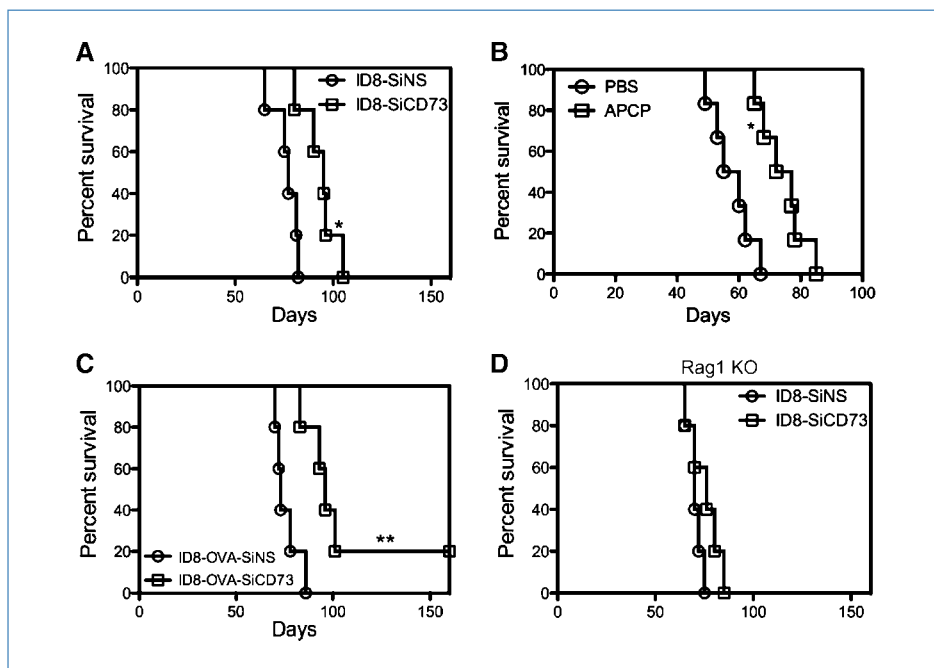 A
ID8-SiNS
ID8-SiCD73
Percent survival
100
80
60
40
20
0
*
0 50 100 150
Days
B
PBS
APCP
Percent survival
100
80
60
40
20
0
*
0 20 40 60 80 100
Days
C
Percent survival
100
80
60
40
20
0
**
ID8-OVA-SiNS
ID8-OVA-SiCD73
0 50 100 150
Days
D
Rag1 KO
ID8-SiNS
ID8-SiCD73
Percent survival
100
80
60
40
20
0
0 50 100 150